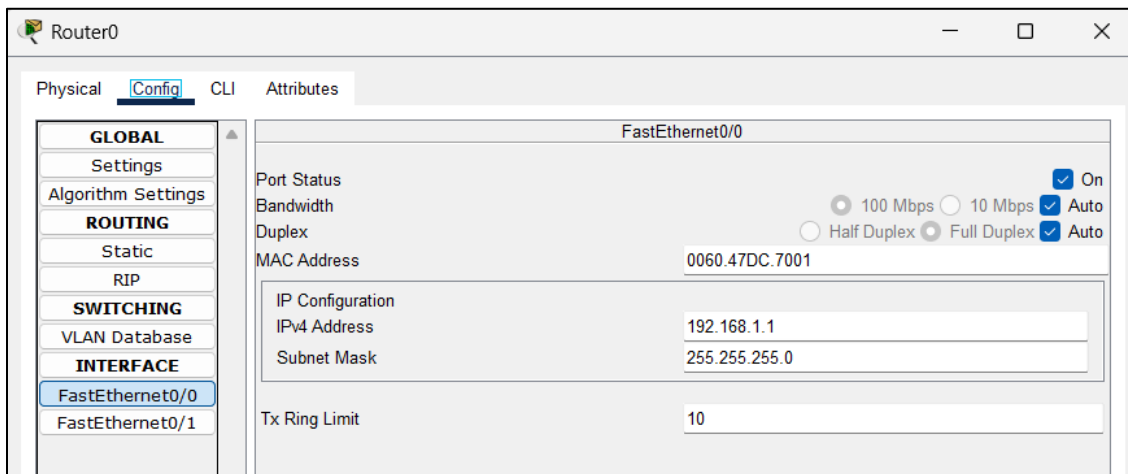 Router0
Physical Config CLI Attributes
GLOBAL
Settings
Algorithm Settings
ROUTING
Static
RIP
SWITCHING
VLAN Database
INTERFACE
FastEthernet0/0
FastEthernet0/1
FastEthernet0/0
Port Status On
Bandwidth 100 Mbps 10 Mbps Auto
Duplex Half Duplex Full Duplex Auto
MAC Address 0060.47DC.7001
IP Configuration
IPv4 Address 192.168.1.1
Subnet Mask 255.255.255.0
Tx Ring Limit 10